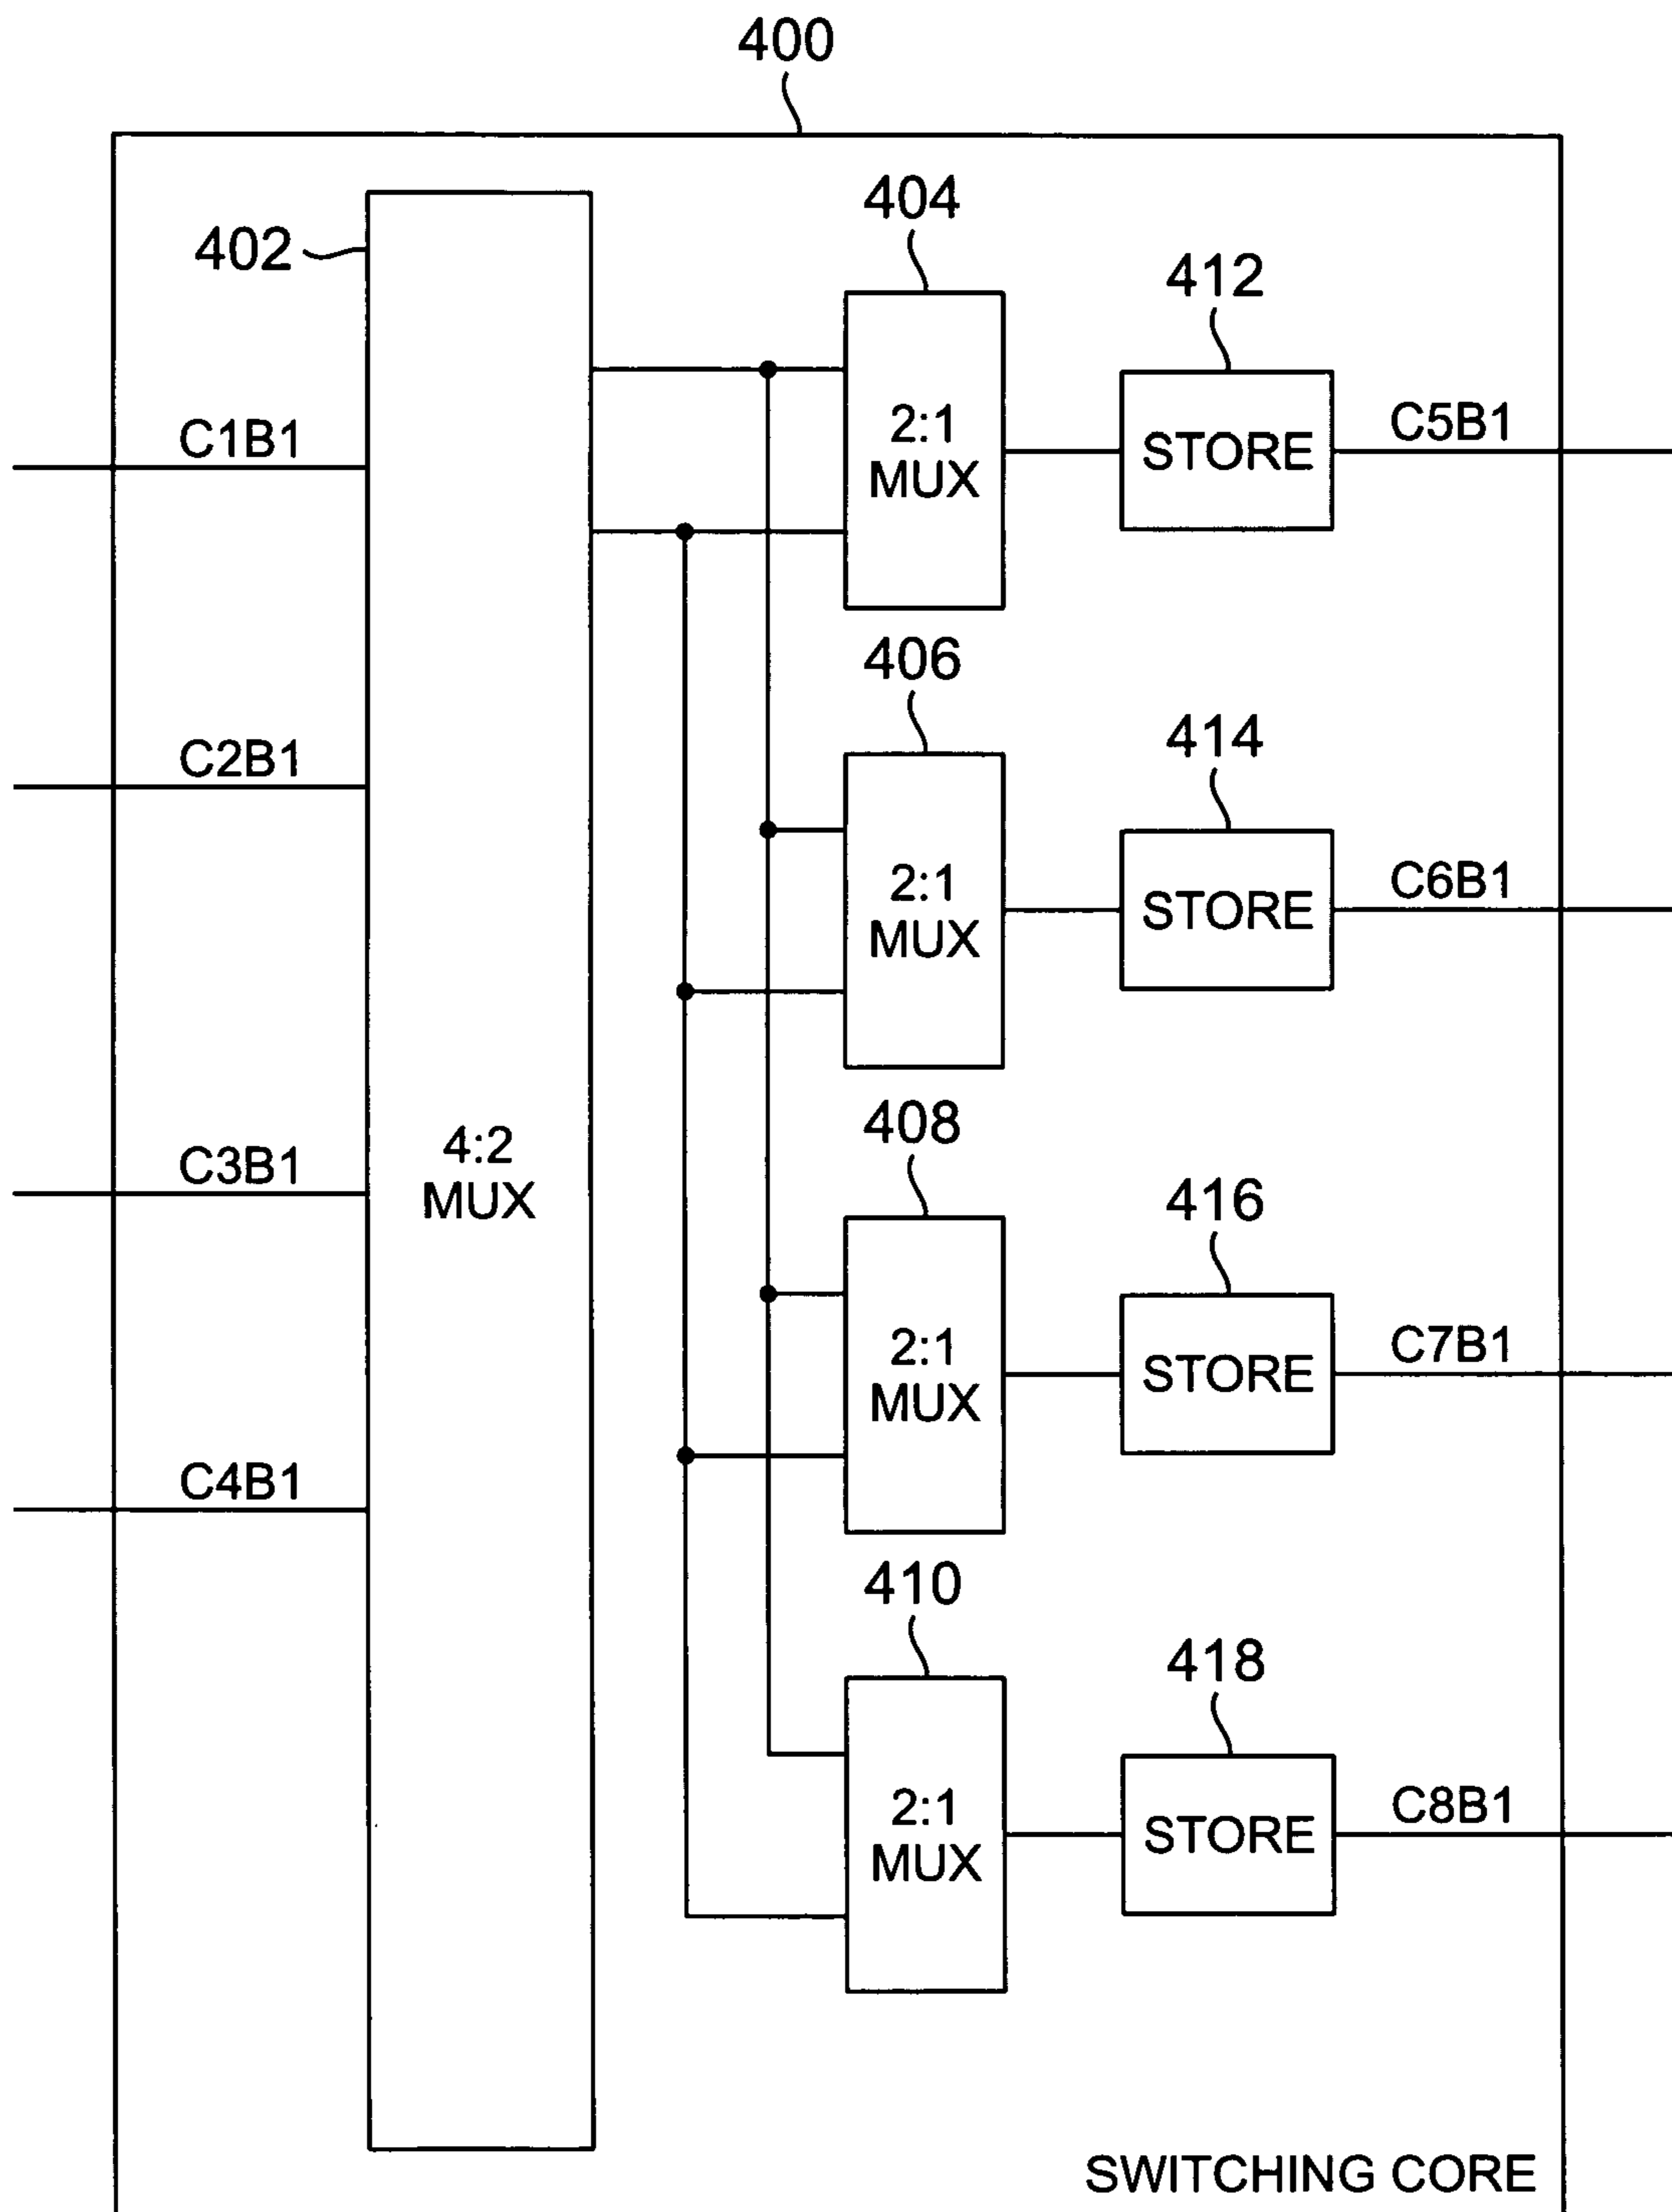 400
402
404
412
C1B1
2:1
MUX
STORE
C5B1
406
414
C2B1
2:1
MUX
STORE
C6B1
408
416
C3B1
4:2
MUX
2:1
MUX
STORE
C7B1
410
418
C4B1
2:1
MUX
STORE
C8B1
SWITCHING CORE